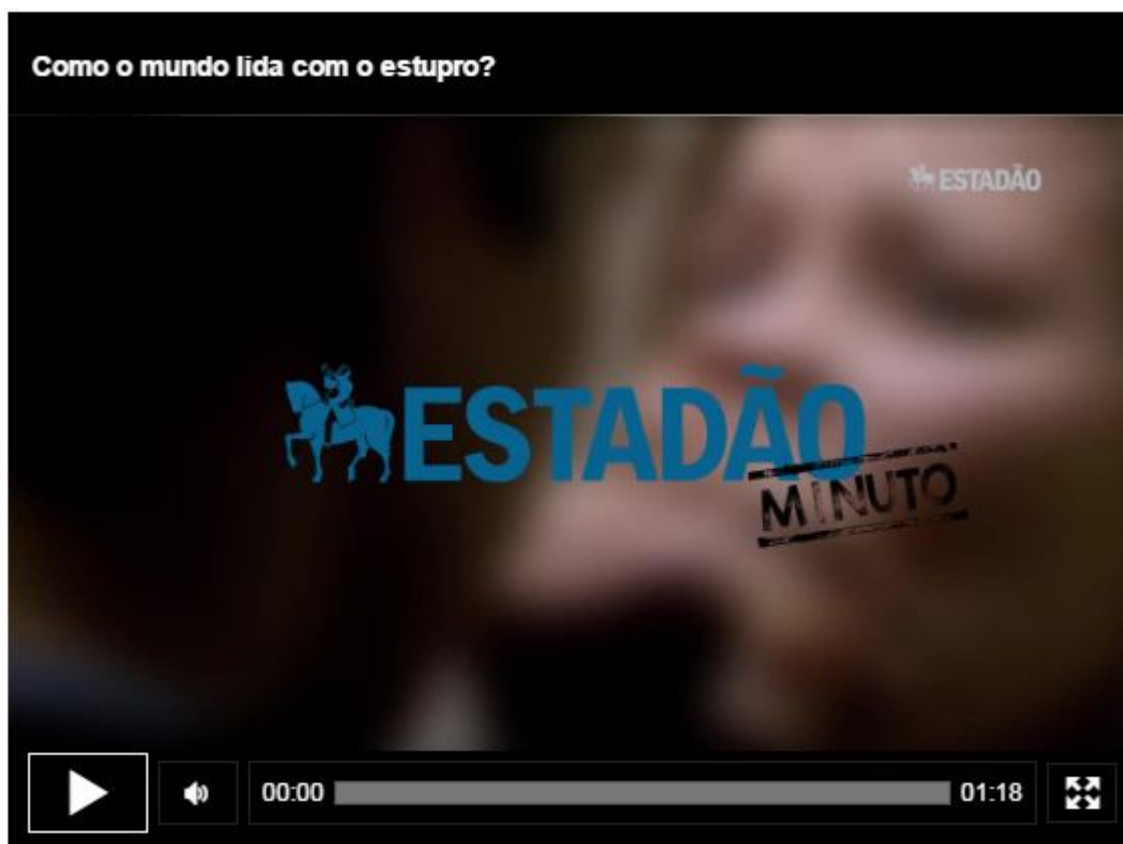 Como o mundo lida com o estupro?
ESTADÃO
ESTADÃO
MINUTO
00:00 01:18